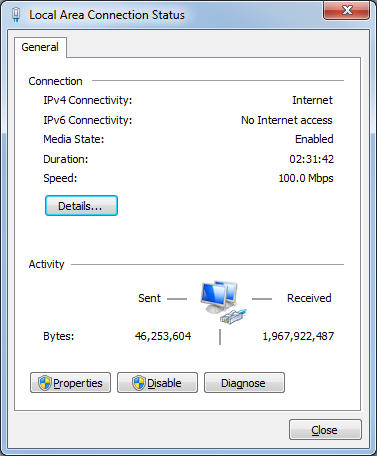 Local Area Connection Status
General
Connection
IPv4 Connectivity: Internet
IPv6 Connectivity: No Internet access
Media State: Enabled
Duration: 02:31:42
Speed: 100.0 Mbps
Details...
Activity
Sent Received
Bytes: 46,253,604 1,967,922,487
Properties Disable Diagnose
Close